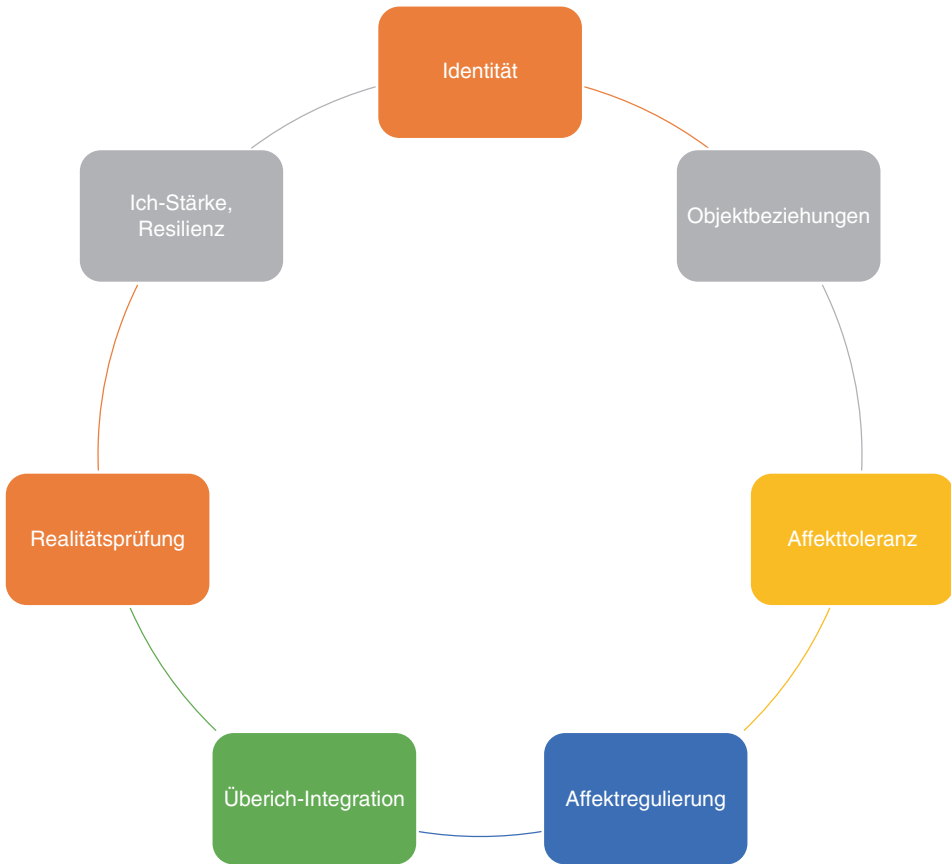 Identität
Objektbeziehungen
Affekttoleranz
Affektregulierung
Überich-Integration
Realitätsprüfung
Ich-Stärke,
Resilienz